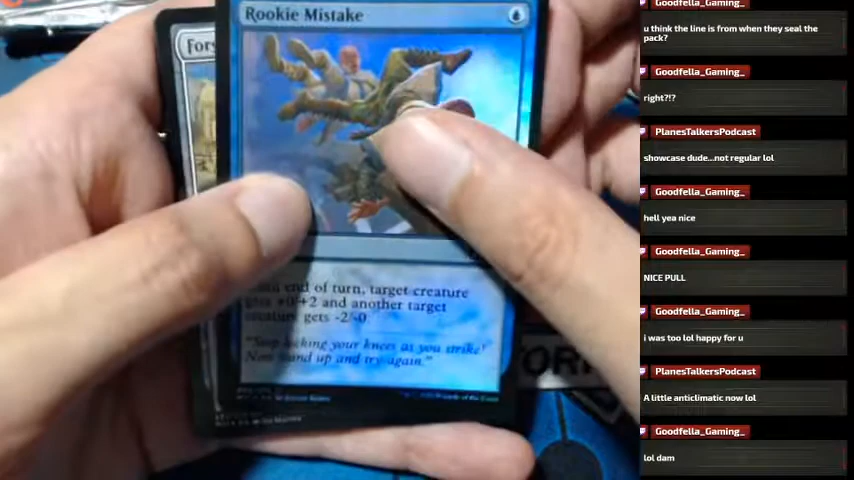 Rookie Mistake
end of turn, target creature
gets +0/+2 and another target
creature gets -2/-0
"Stop locking your knees as you strike!
Now stand up and try again."
Goodfella_Gaming_
u think the line is from when they seal the
pack?
Goodfella_Gaming_
right?!?
PlanesTalkersPodcast
showcase dude...not regular lol
Goodfella_Gaming_
hell yea nice
Goodfella_Gaming_
NICE PULL
Goodfella_Gaming_
i was too lol happy for u
PlanesTalkersPodcast
A little anticlimatic now lol
Goodfella_Gaming_
lol dam